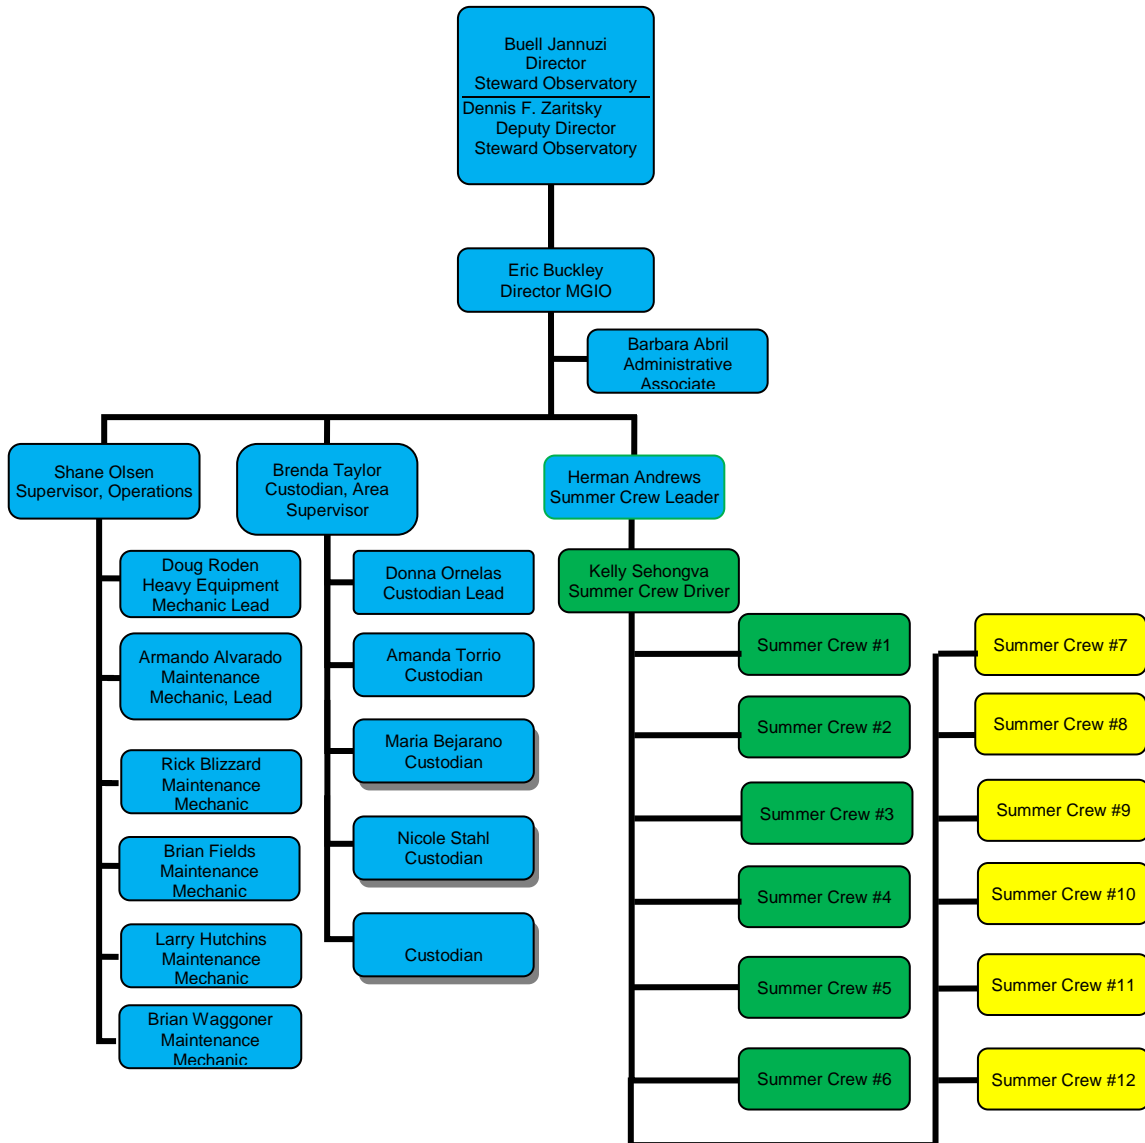 Buell Jannuzi
Director
Steward Observatory
Dennis F. Zaritsky
Deputy Director
Steward Observatory
Eric Buckley
Director MGIO
Barbara Abril
Administrative
Associate
Shane Olsen
Supervisor, Operations
Brenda Taylor
Custodian, Area
Supervisor
Herman Andrews
Summer Crew Leader
Doug Roden
Heavy Equipment
Mechanic Lead
Armando Alvarado
Maintenance
Mechanic, Lead
Rick Blizzard
Maintenance
Mechanic
Brian Fields
Maintenance
Mechanic
Larry Hutchins
Maintenance
Mechanic
Brian Waggoner
Maintenance
Mechanic
Donna Ornelas
Custodian Lead
Amanda Torrio
Custodian
Maria Bejarano
Custodian
Nicole Stahl
Custodian
Custodian
Kelly Sehongva
Summer Crew Driver
Summer Crew #1
Summer Crew #2
Summer Crew #3
Summer Crew #4
Summer Crew #5
Summer Crew #6
Summer Crew #7
Summer Crew #8
Summer Crew #9
Summer Crew #10
Summer Crew #11
Summer Crew #12